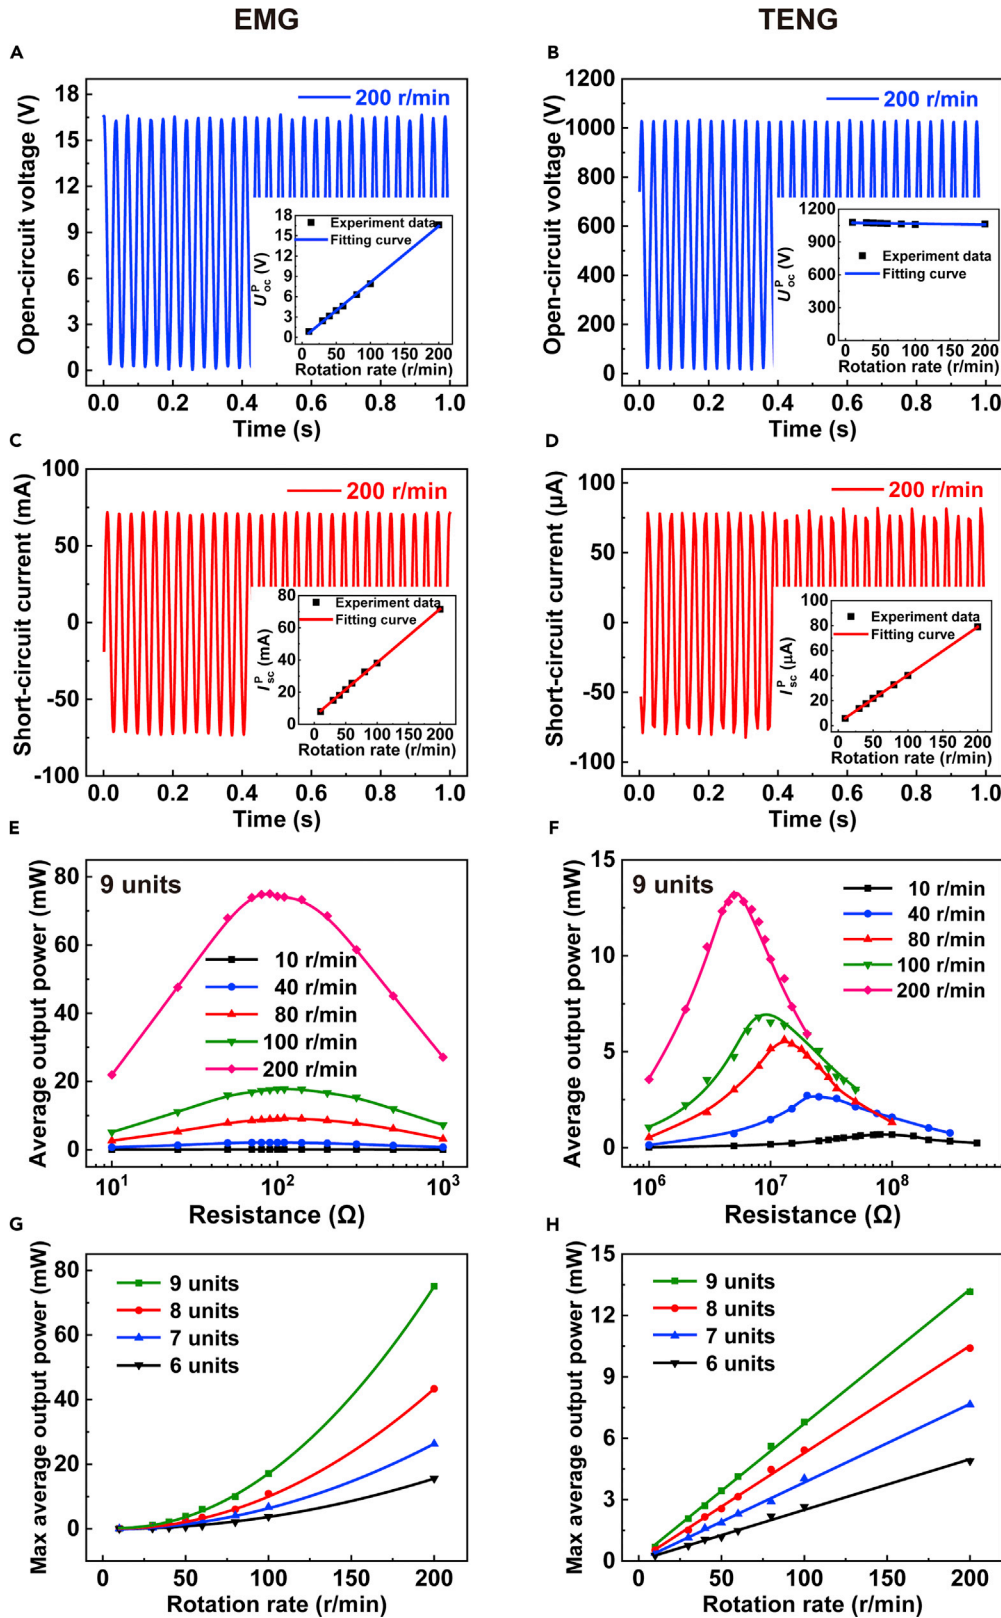 EMG
TENG
A
Open-circuit voltage (V)
18
15
12
9
6
3
0
200 r/min
U_oc^P (V)
18
15
12
9
6
3
0
Experiment data
Fitting curve
0 50 100 150 200
Rotation rate (r/min)
0.0 0.2 0.4 0.6 0.8 1.0
Time (s)
B
Open-circuit voltage (V)
1200
1000
800
600
400
200
0
200 r/min
U_oc^P (V)
1200
900
600
300
0
Experiment data
Fitting curve
0 50 100 150 200
Rotation rate (r/min)
0.0 0.2 0.4 0.6 0.8 1.0
Time (s)
C
Short-circuit current (mA)
100
50
0
-50
-100
200 r/min
I_sc^P (mA)
80
60
40
20
0
Experiment data
Fitting curve
0 50 100 150 200
Rotation rate (r/min)
0.0 0.2 0.4 0.6 0.8 1.0
Time (s)
D
Short-circuit current (μA)
100
50
0
-50
-100
200 r/min
I_sc^P (μA)
100
80
60
40
20
0
Experiment data
Fitting curve
0 50 100 150 200
Rotation rate (r/min)
0.0 0.2 0.4 0.6 0.8 1.0
Time (s)
E
Average output power (mW)
80
60
40
20
0
9 units
10 r/min
40 r/min
80 r/min
100 r/min
200 r/min
10^1 10^2 10^3
Resistance (Ω)
F
Average output power (mW)
15
10
5
0
9 units
10 r/min
40 r/min
80 r/min
100 r/min
200 r/min
10^6 10^7 10^8
Resistance (Ω)
G
Max average output power (mW)
80
60
40
20
0
9 units
8 units
7 units
6 units
0 50 100 150 200
Rotation rate (r/min)
H
Max average output power (mW)
15
12
9
6
3
0
9 units
8 units
7 units
6 units
0 50 100 150 200
Rotation rate (r/min)